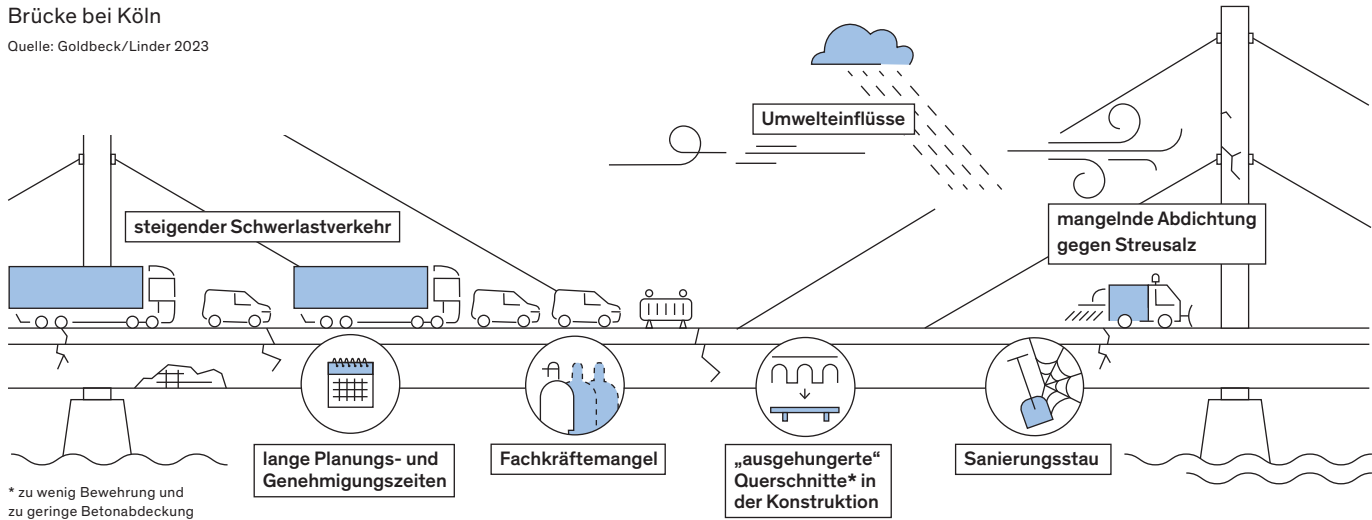 Brücke bei Köln
Quelle: Goldbeck/Linder 2023
Umwelteinflüsse
steigender Schwerlastverkehr
mangelnde Abdichtung
gegen Streusalz
lange Planungs- und
Genehmigungszeiten
Fachkräftemangel
„ausgehungerte“
Querschnitte* in
der Konstruktion
Sanierungsstau
* zu wenig Bewehrung und
zu geringe Betonabdeckung